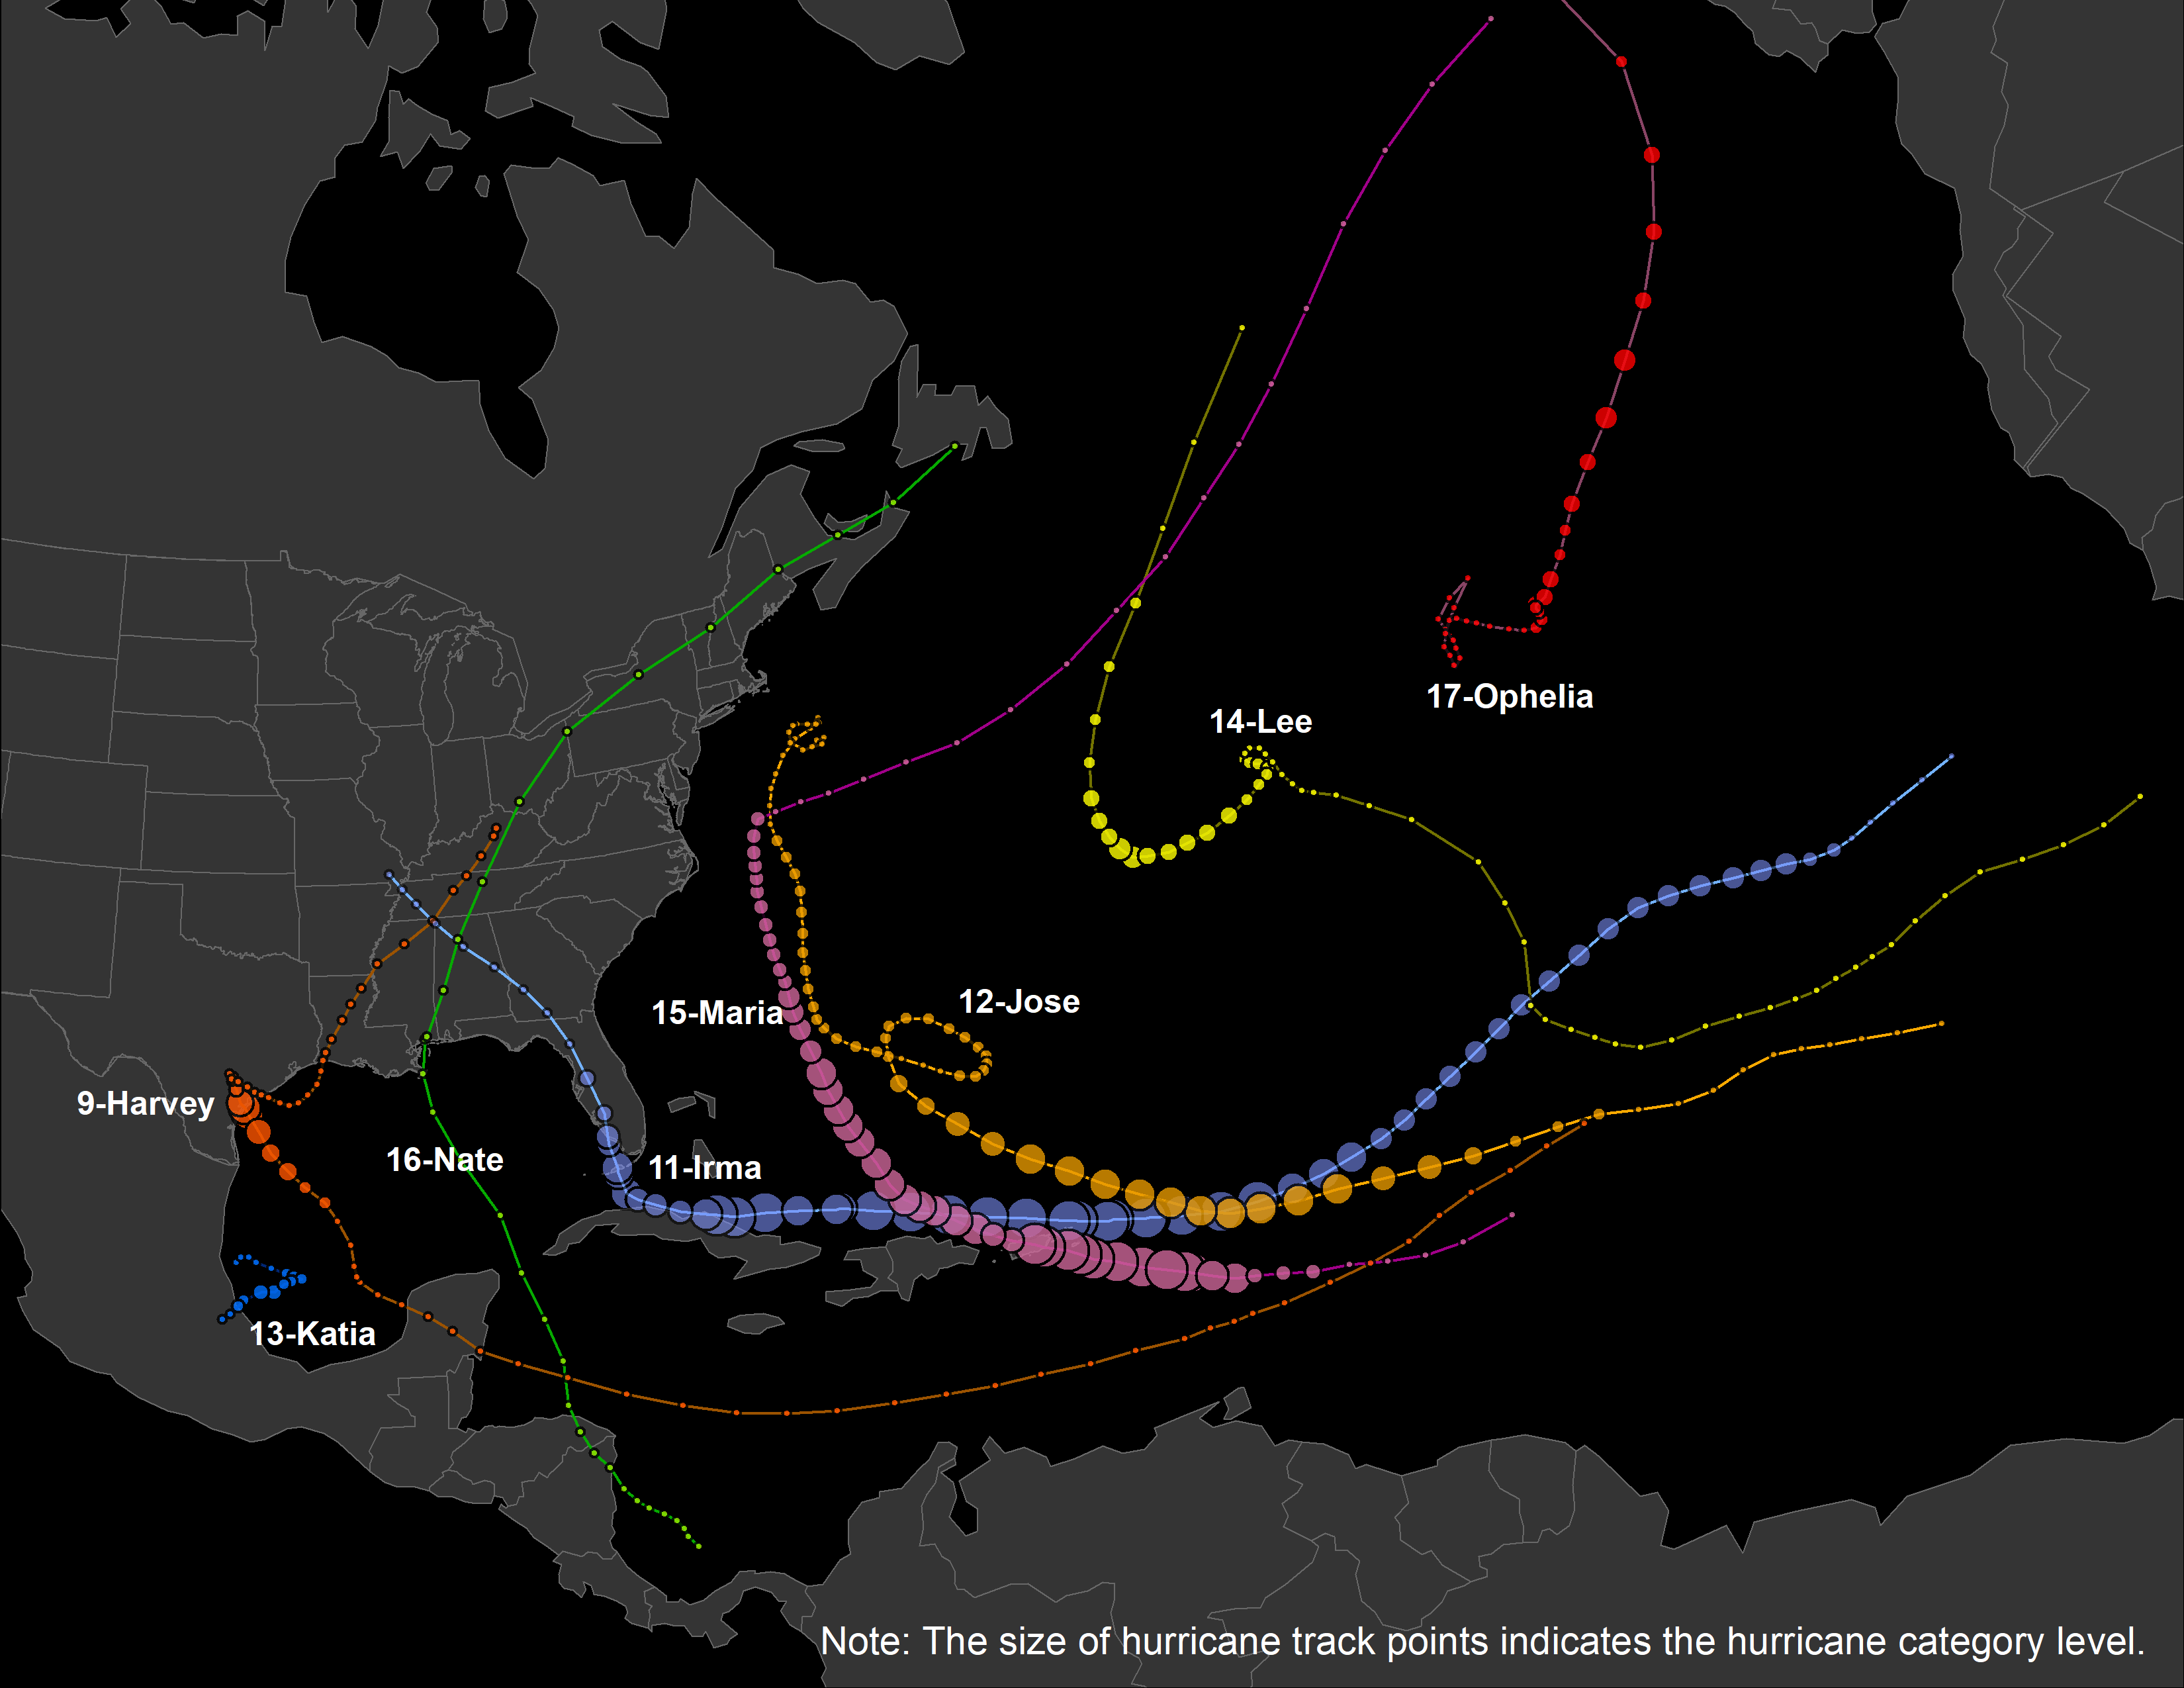 17-Ophelia
14-Lee
12-Jose
15-Maria
9-Harvey
16-Nate
11-Irma
13-Katia
Note: The size of hurricane track points indicates the hurricane category level.